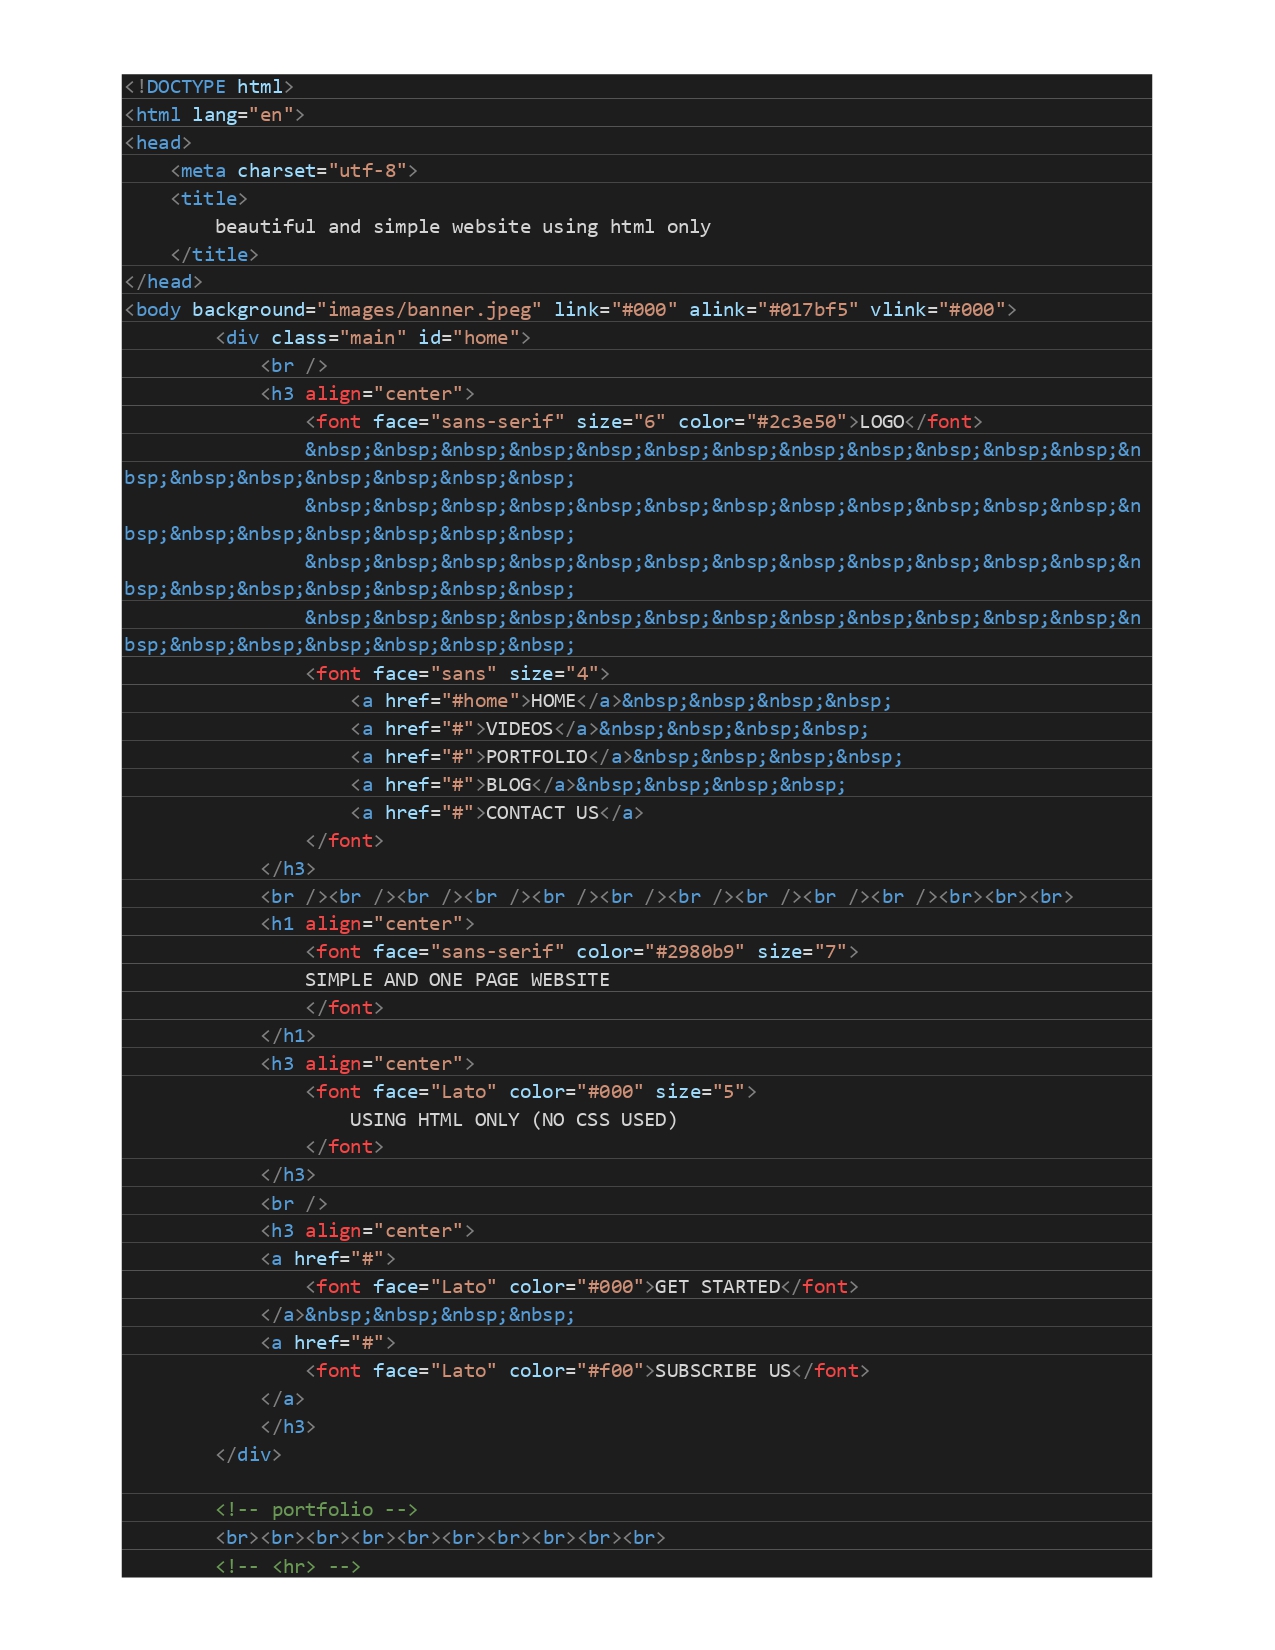 <!DOCTYPE html>
<html lang="en">
<head>
    <meta charset="utf-8">
    <title>
        beautiful and simple website using html only
    </title>
</head>
<body background="images/banner.jpeg" link="#000" alink="#017bf5" vlink="#000">
        <div class="main" id="home">
            <br />
            <h3 align="center">
                <font face="sans-serif" size="6" color="#2c3e50">LOGO</font>
                &nbsp;&nbsp;&nbsp;&nbsp;&nbsp;&nbsp;&nbsp;&nbsp;&nbsp;&nbsp;&nbsp;&nbsp;&n
bsp;&nbsp;&nbsp;&nbsp;&nbsp;&nbsp;
                &nbsp;&nbsp;&nbsp;&nbsp;&nbsp;&nbsp;&nbsp;&nbsp;&nbsp;&nbsp;&nbsp;&nbsp;&n
bsp;&nbsp;&nbsp;&nbsp;&nbsp;&nbsp;
                &nbsp;&nbsp;&nbsp;&nbsp;&nbsp;&nbsp;&nbsp;&nbsp;&nbsp;&nbsp;&nbsp;&nbsp;&n
bsp;&nbsp;&nbsp;&nbsp;&nbsp;&nbsp;
                &nbsp;&nbsp;&nbsp;&nbsp;&nbsp;&nbsp;&nbsp;&nbsp;&nbsp;&nbsp;&nbsp;&nbsp;&n
bsp;&nbsp;&nbsp;&nbsp;&nbsp;&nbsp;
                <font face="sans" size="4">
                    <a href="#home">HOME</a>&nbsp;&nbsp;&nbsp;&nbsp;
                    <a href="#">VIDEOS</a>&nbsp;&nbsp;&nbsp;&nbsp;
                    <a href="#">PORTFOLIO</a>&nbsp;&nbsp;&nbsp;&nbsp;
                    <a href="#">BLOG</a>&nbsp;&nbsp;&nbsp;&nbsp;
                    <a href="#">CONTACT US</a>
                </font>
            </h3>
            <br /><br /><br /><br /><br /><br /><br /><br /><br /><br /><br><br><br>
            <h1 align="center">
                <font face="sans-serif" color="#2980b9" size="7">
                SIMPLE AND ONE PAGE WEBSITE
                </font>
            </h1>
            <h3 align="center">
                <font face="Lato" color="#000" size="5">
                    USING HTML ONLY (NO CSS USED)
                </font>
            </h3>
            <br />
            <h3 align="center">
            <a href="#">
                <font face="Lato" color="#000">GET STARTED</font>
            </a>&nbsp;&nbsp;&nbsp;&nbsp;
            <a href="#">
                <font face="Lato" color="#f00">SUBSCRIBE US</font>
            </a>
            </h3>
        </div>

        <!-- portfolio -->
        <br><br><br><br><br><br><br><br><br><br>
        <!-- <hr> -->